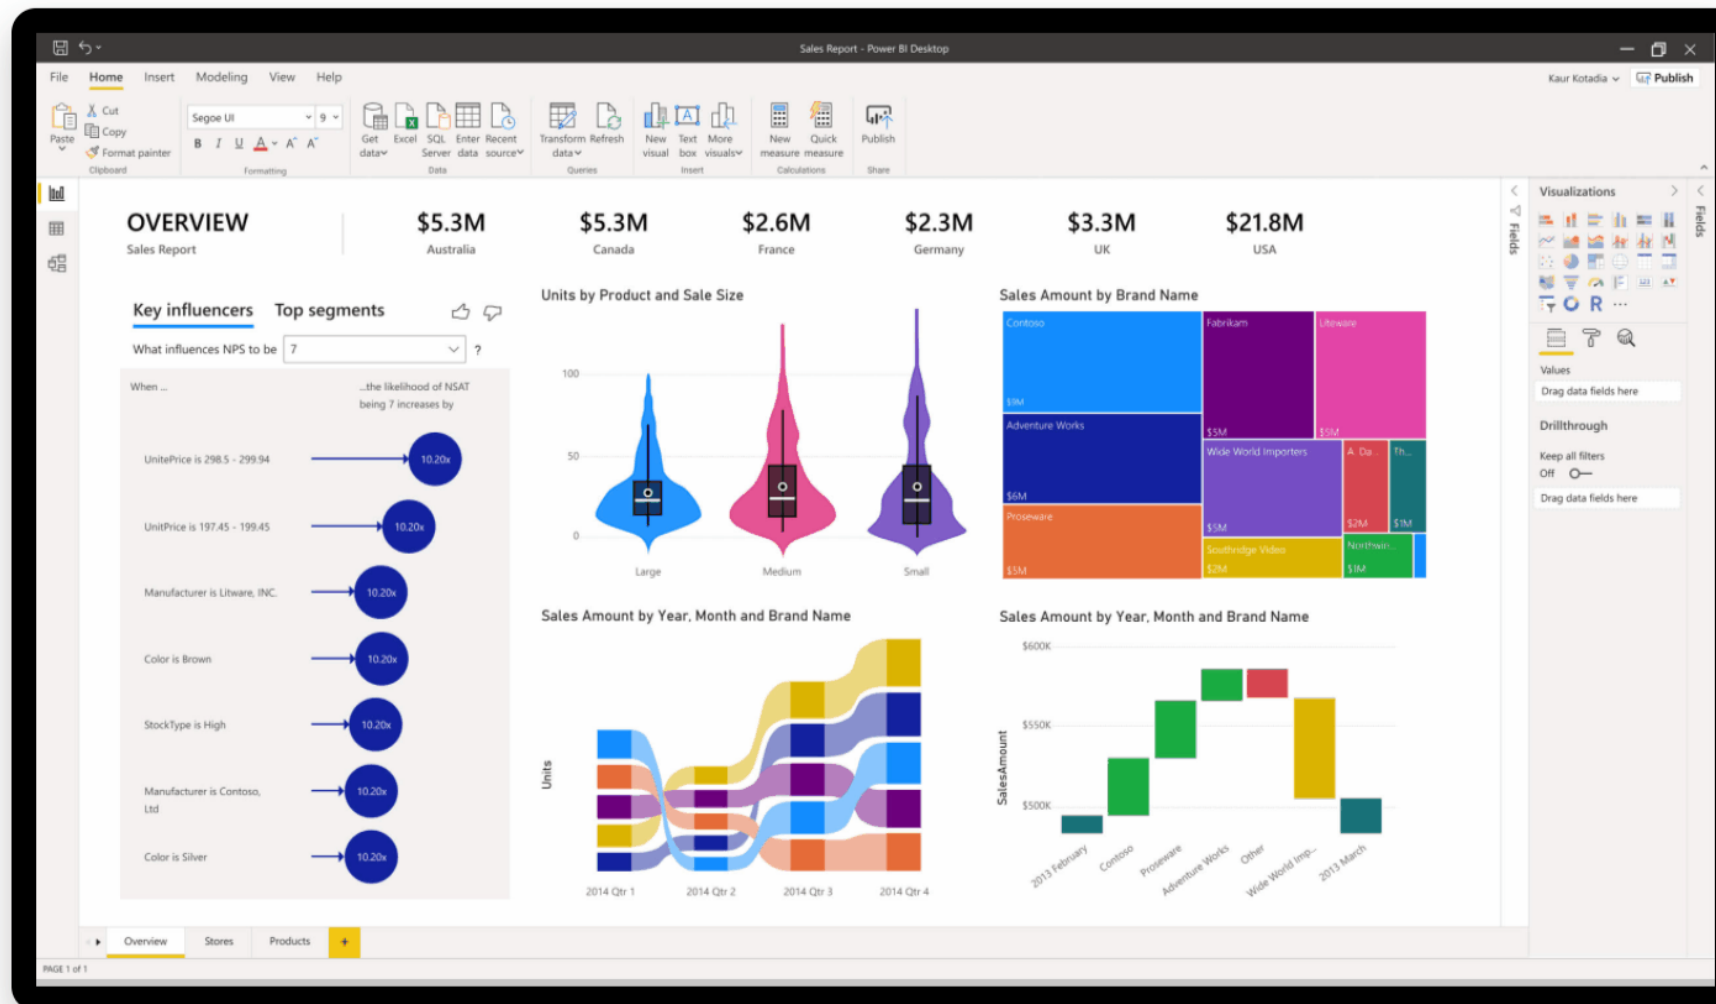 Sales Report - Power BI Desktop
File Home Insert Modeling View Help
Kaur Kotadia Publish
Paste
Cut
Copy
Format painter
Clipboard
Segoe UI 9
B I U A A A
Formatting
Get data
Excel
SQL Server
Enter data
Recent source
Data
Transform data
Refresh
Queries
New visual
Text box
More visuals
Insert
New measure
Quick measure
Calculations
Publish
Share
OVERVIEW
Sales Report
$5.3M
Australia
$5.3M
Canada
$2.6M
France
$2.3M
Germany
$3.3M
UK
$21.8M
USA
Key influencers Top segments
What influences NPS to be 7 ?
When ...
...the likelihood of NSAT
being 7 increases by
UnitePrice is 298.5 - 299.94 10.20x
UnitPrice is 197.45 - 199.45 10.20x
Manufacturer is Litware, INC. 10.20x
Color is Brown 10.20x
StockType is High 10.20x
Manufacturer is Contoso,
Ltd
10.20x
Color is Silver 10.20x
Units by Product and Sale Size
100
50
0
Large Medium Small
Sales Amount by Brand Name
Contoso
$9M
Adventure Works
$6M
Proseware
$5M
Fabrikam
$5M
Liteware
$5M
Wide World Importers
$5M
A. Da...
$2M
Th...
$1M
Southridge Video
$2M
Northwin...
$1M
Sales Amount by Year, Month and Brand Name
Units
2014 Qtr 1 2014 Qtr 2 2014 Qtr 3 2014 Qtr 4
Sales Amount by Year, Month and Brand Name
SalesAmount
$600K
$550K
$500K
2013 February
Contoso
Proseware
Adventure Works
Other
Wide World Imp...
2013 March
Fields
Visualizations
R ...
Values
Drag data fields here
Drillthrough
Keep all filters
Off
Drag data fields here
Fields
Overview Stores Products +
PAGE 1 of 1